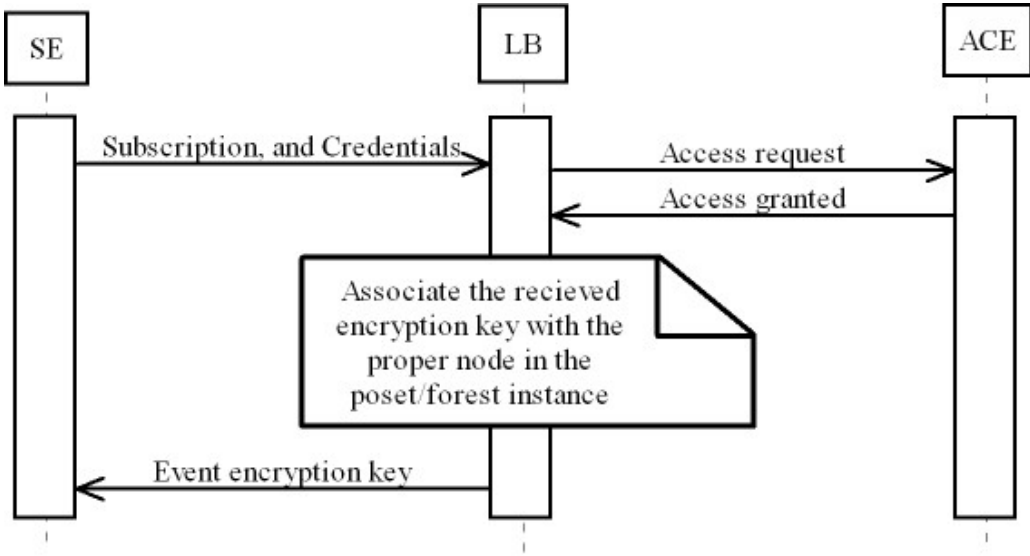 SE
LB
ACE
Subscription, and Credentials
Access request
Access granted
Associate the recieved
encryption key with the
proper node in the
poset/forest instance
Event encryption key